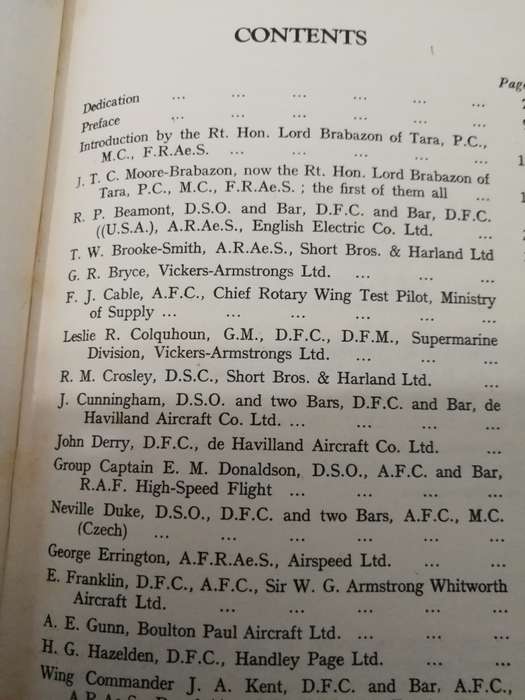 CONTENTS
Page
Dedication ... ... ... ... ... ...
Preface ... ... ... ... ... ...
Introduction by the Rt. Hon. Lord Brabazon of Tara, P.C.,
M.C., F.R.Ae.S. ... ... ... ... ... 1
J. T. C. Moore-Brabazon, now the Rt. Hon. Lord Brabazon of
Tara, P.C., M.C., F.R.Ae.S. ; the first of them all ... 1
R. P. Beamont, D.S.O. and Bar, D.F.C. and Bar, D.F.C.
((U.S.A.), A.R.Ae.S., English Electric Co. Ltd. ...
T. W. Brooke-Smith, A.R.Ae.S., Short Bros. & Harland Ltd
G. R. Bryce, Vickers-Armstrongs Ltd. ... ... ...
F. J. Cable, A.F.C., Chief Rotary Wing Test Pilot, Ministry
of Supply ... ... ... ... ... ...
Leslie R. Colquhoun, G.M., D.F.C., D.F.M., Supermarine
Division, Vickers-Armstrongs Ltd. ... ... ...
R. M. Crosley, D.S.C., Short Bros. & Harland Ltd. ...
J. Cunningham, D.S.O. and two Bars, D.F.C. and Bar, de
Havilland Aircraft Co. Ltd. ... ... ... ...
John Derry, D.F.C., de Havilland Aircraft Co. Ltd. ...
Group Captain E. M. Donaldson, D.S.O., A.F.C. and Bar,
R.A.F. High-Speed Flight ... ... ... ...
Neville Duke, D.S.O., D.F.C. and two Bars, A.F.C., M.C.
(Czech) ... ... ... ... ... ...
George Errington, A.F.R.Ae.S., Airspeed Ltd. ... ...
E. Franklin, D.F.C., A.F.C., Sir W. G. Armstrong Whitworth
Aircraft Ltd. ... ... ... ... ...
A. E. Gunn, Boulton Paul Aircraft Ltd. ... ... ...
H. G. Hazelden, D.F.C., Handley Page Ltd. ... ...
Wing Commander J. A. Kent, D.F.C. and Bar, A.F.C.,